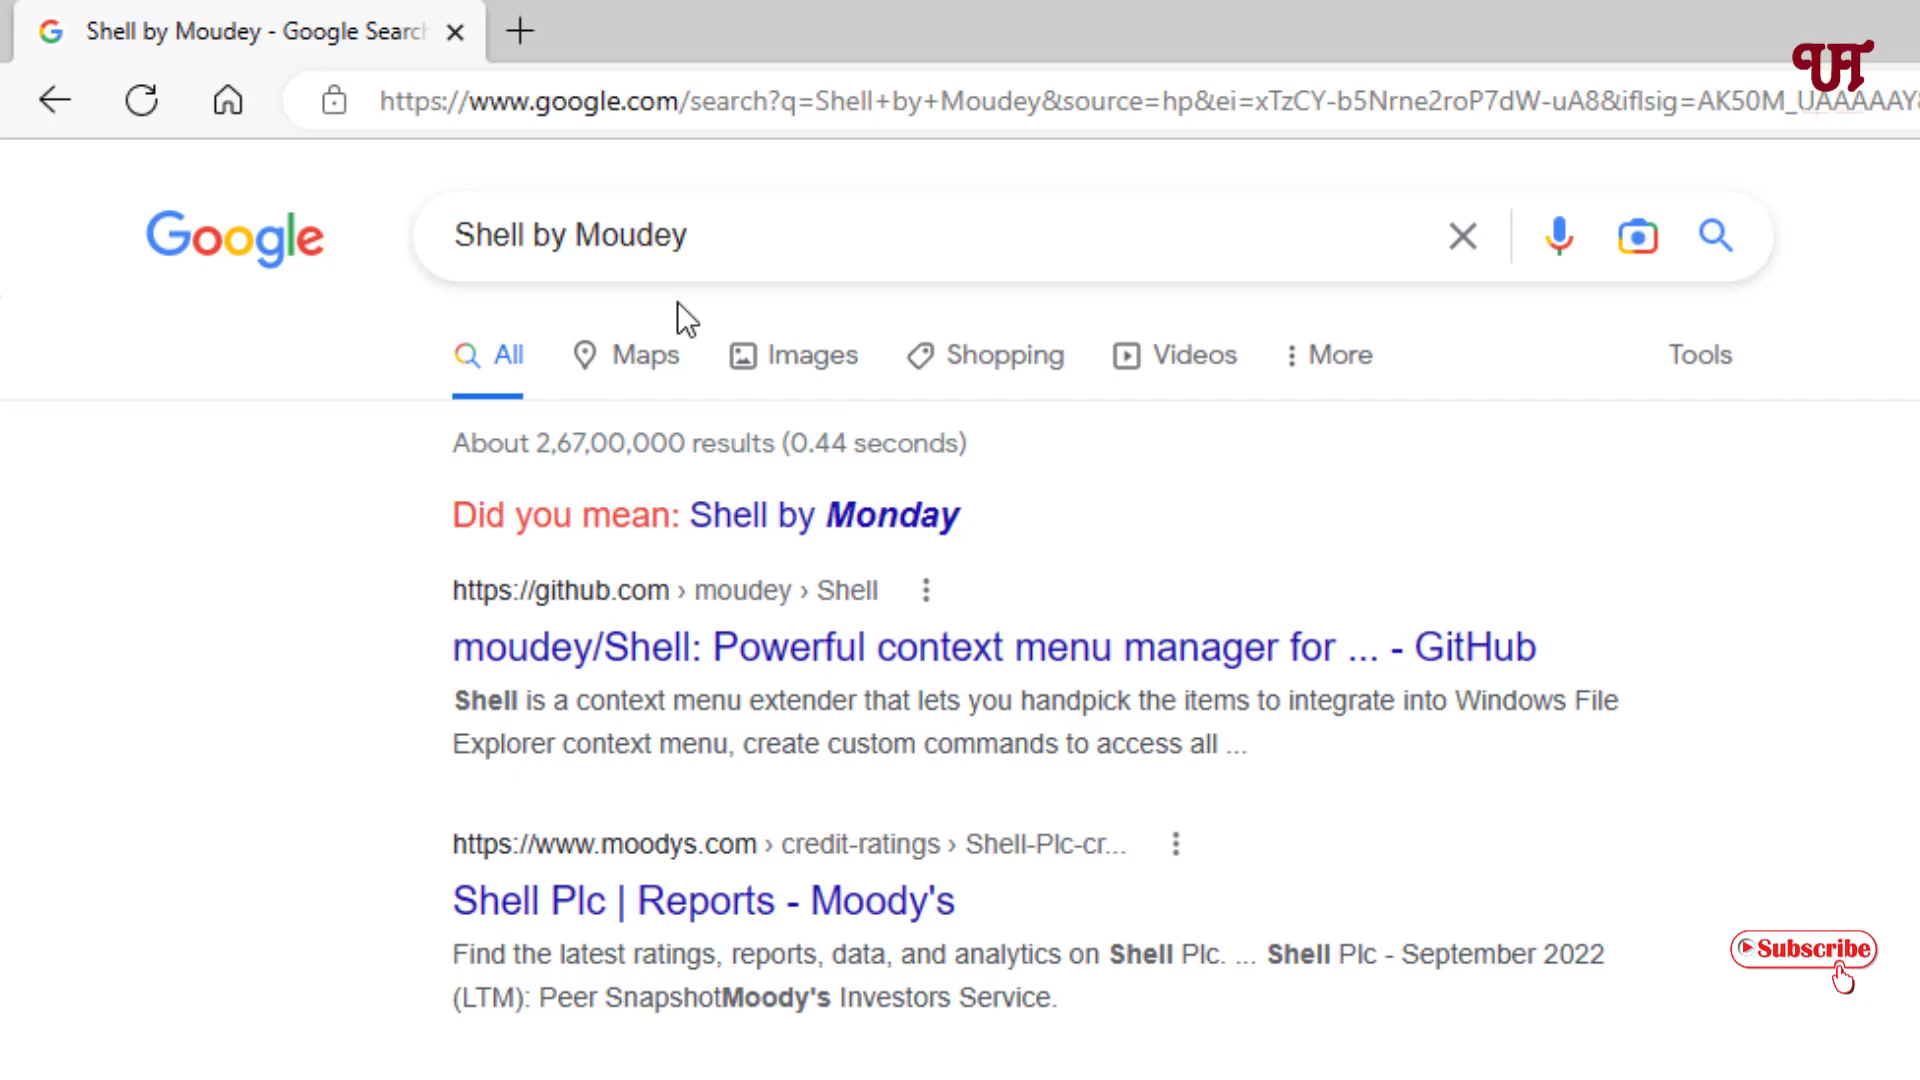 Shell by Moudey - Google Search
https://www.google.com/search?q=Shell+by+Moudey&source=hp&ei=xTzCY-b5Nrne2roP7dW-uA8&iflsig=AK50M_UAAAAAY8
UT
Google
Shell by Moudey
All Maps Images Shopping Videos More Tools
About 2,67,00,000 results (0.44 seconds)
Did you mean: Shell by Monday
https://github.com › moudey › Shell
moudey/Shell: Powerful context menu manager for ... - GitHub
Shell is a context menu extender that lets you handpick the items to integrate into Windows File
Explorer context menu, create custom commands to access all ...
https://www.moodys.com › credit-ratings › Shell-Plc-cr...
Shell Plc | Reports - Moody's
Find the latest ratings, reports, data, and analytics on Shell Plc. ... Shell Plc - September 2022
(LTM): Peer SnapshotMoody's Investors Service.
Subscribe